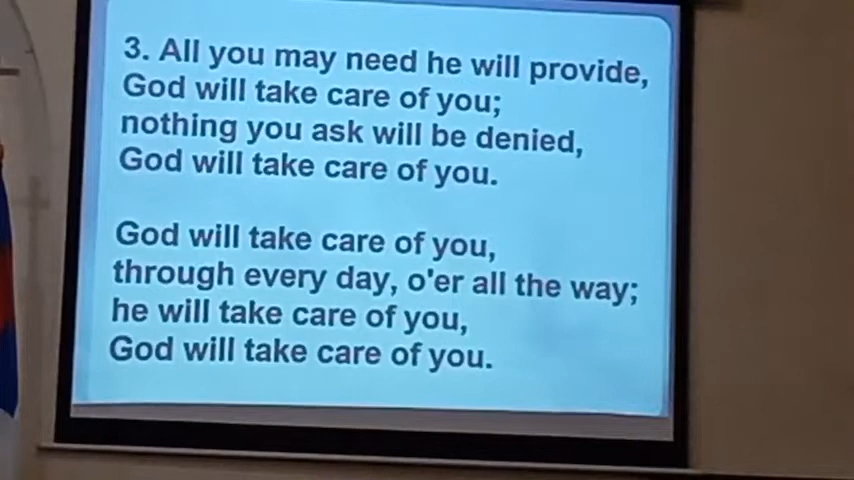 3. All you may need he will provide,
God will take care of you;
nothing you ask will be denied,
God will take care of you.
God will take care of you,
through every day, o'er all the way;
he will take care of you,
God will take care of you.